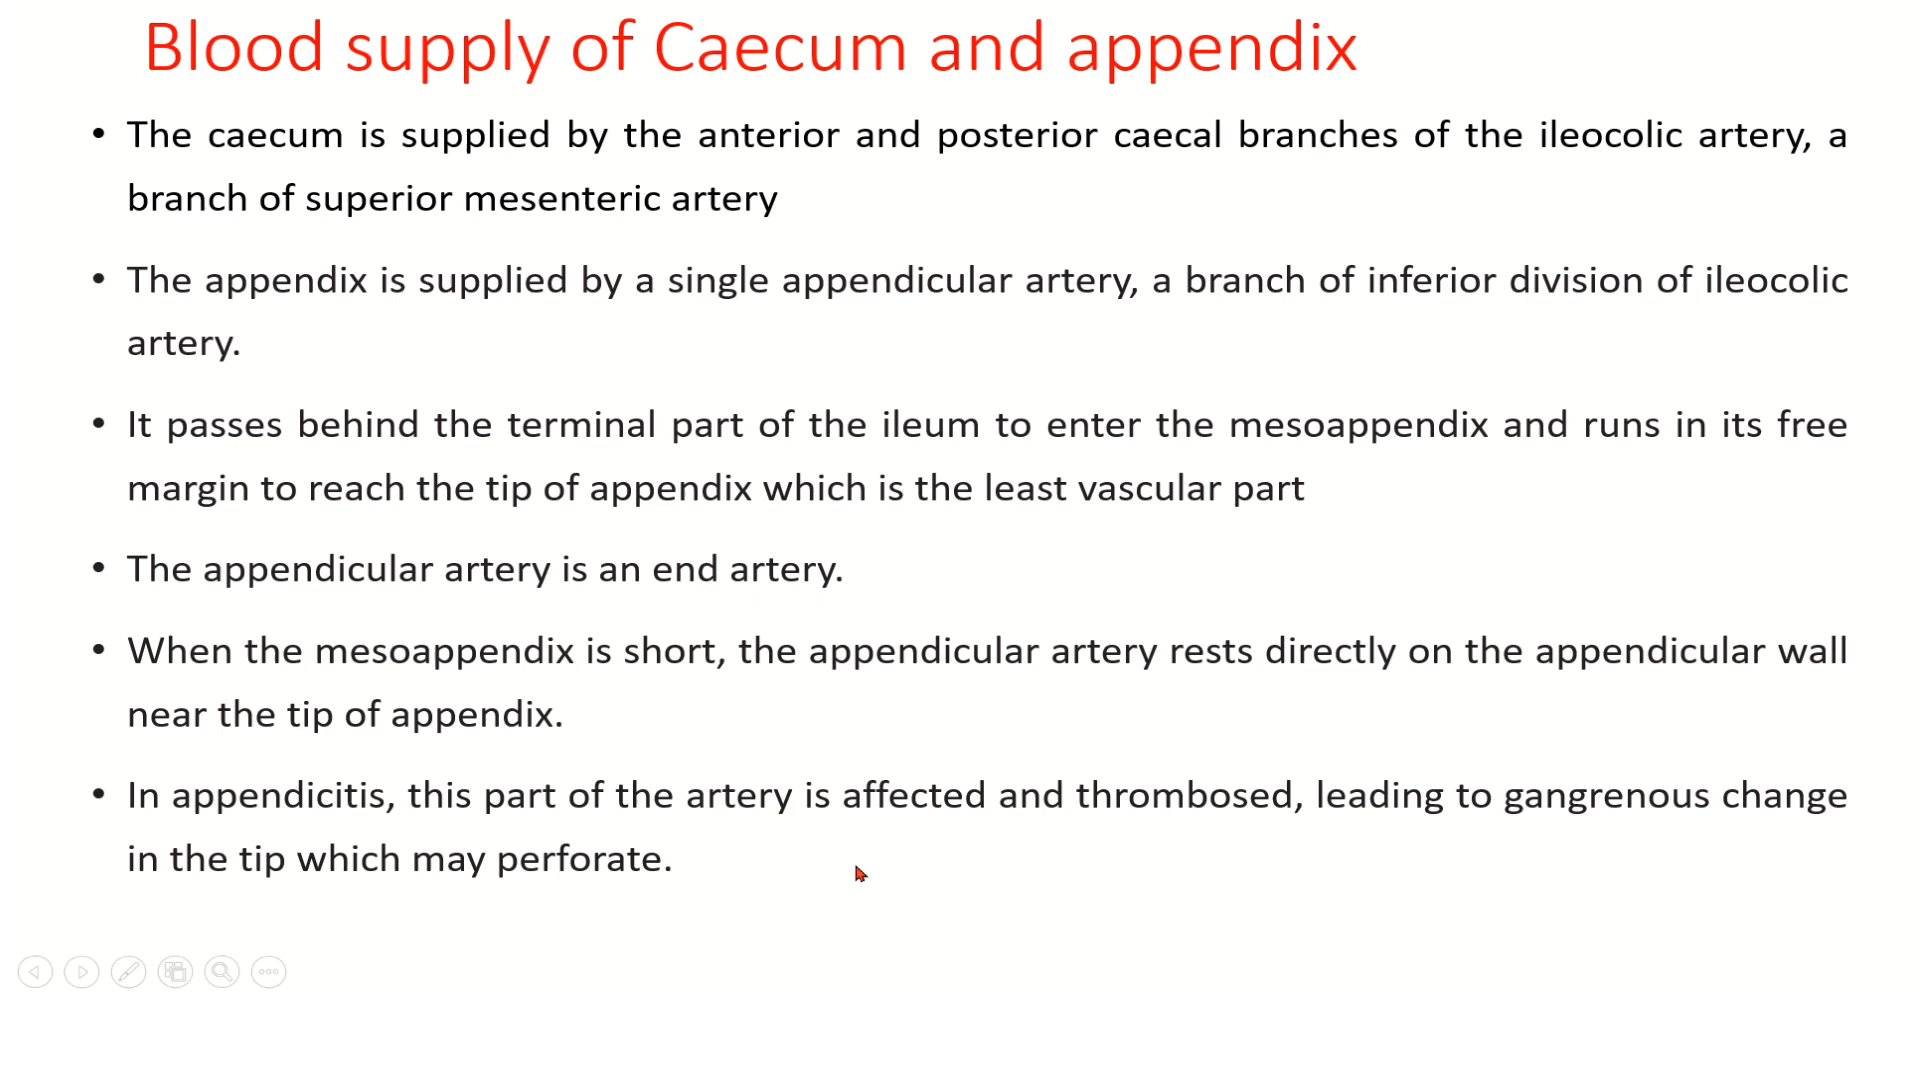 Blood supply of Caecum and appendix
• The caecum is supplied by the anterior and posterior caecal branches of the ileocolic artery, a
branch of superior mesenteric artery
• The appendix is supplied by a single appendicular artery, a branch of inferior division of ileocolic
artery.
• It passes behind the terminal part of the ileum to enter the mesoappendix and runs in its free
margin to reach the tip of appendix which is the least vascular part
• The appendicular artery is an end artery.
• When the mesoappendix is short, the appendicular artery rests directly on the appendicular wall
near the tip of appendix.
• In appendicitis, this part of the artery is affected and thrombosed, leading to gangrenous change
in the tip which may perforate.